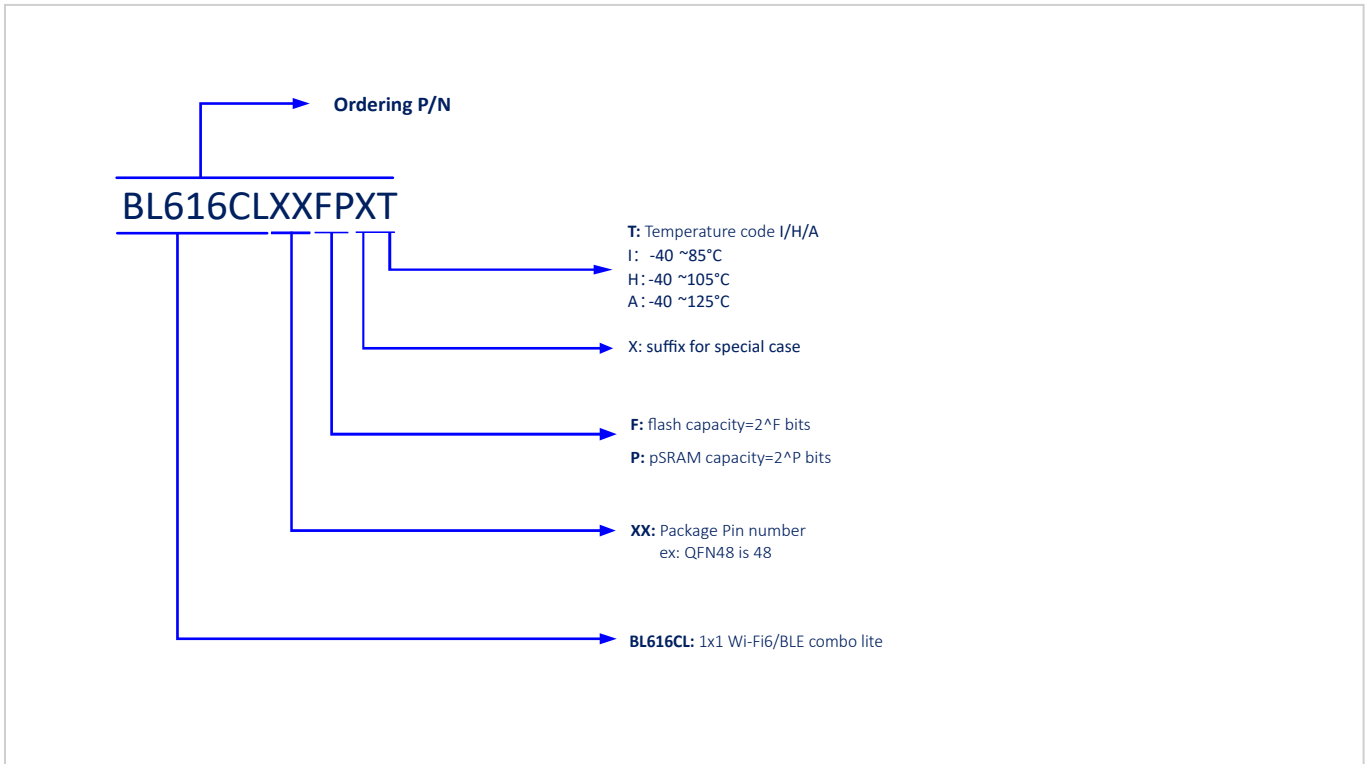 Ordering P/N
BL616CLXXFPXT
T: Temperature code I/H/A
I： -40 ~85°C
H：-40 ~105°C
A：-40 ~125°C
X: suffix for special case
F: flash capacity=2^F bits
P: pSRAM capacity=2^P bits
XX: Package Pin number
ex: QFN48 is 48
BL616CL: 1x1 Wi-Fi6/BLE combo lite